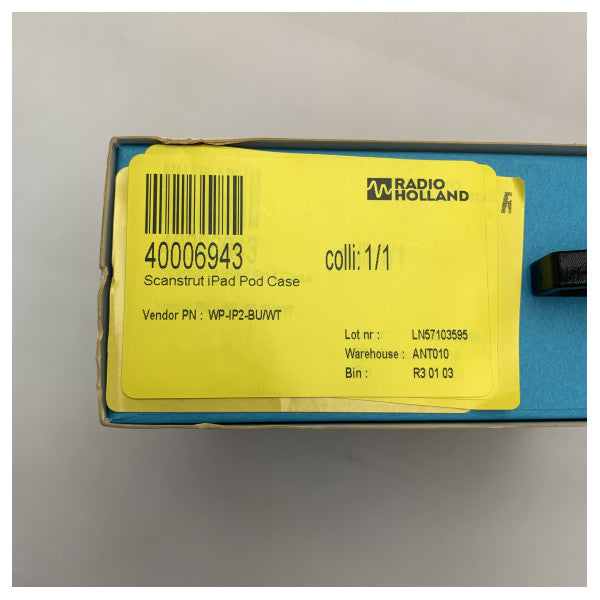 RADIO
HOLLAND
40006943
colli: 1/1
Scanstrut iPad Pod Case
Vendor PN : WP-IP2-BU/WT
Lot nr : LN57103595
Warehouse : ANT010
Bin : R3 01 03